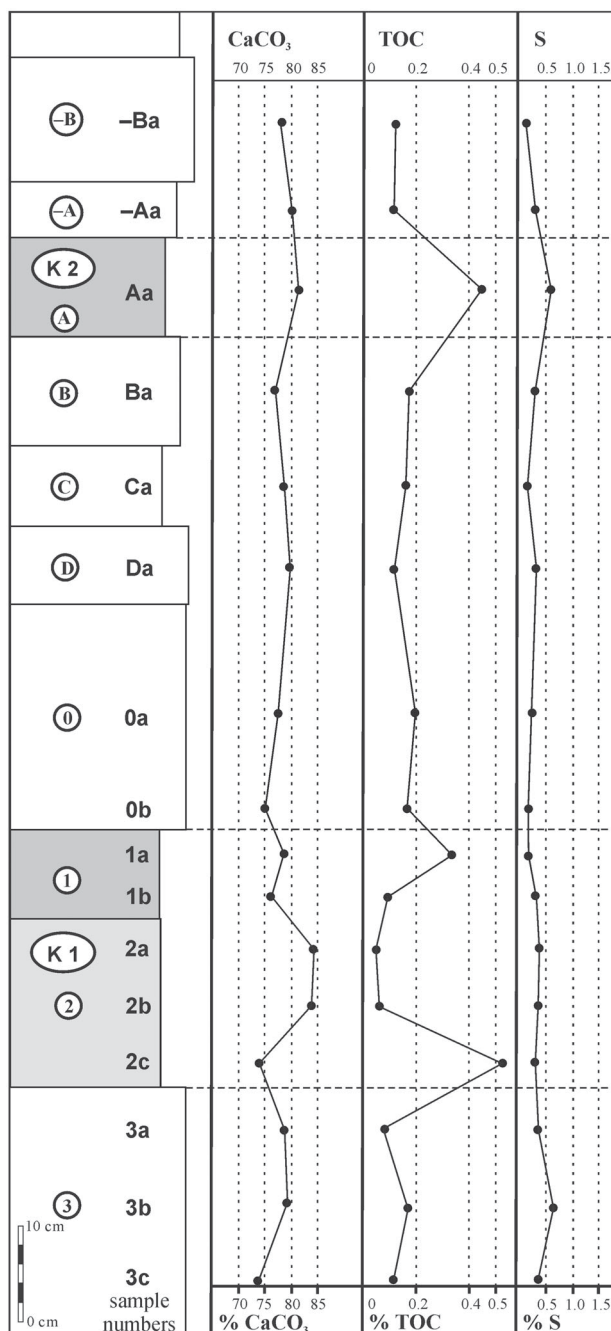 CaCO₃ TOC S
70 75 80 85 0 0.2 0.4 0.5 0.5 1.0 1.5
–B –Ba
–A –Aa
K 2
Aa
A
B Ba
C Ca
D Da
0 0a
0b
1a
1
1b
K 1 2a
2 2b
2c
3a
3 3b
10 cm
3c
0 cm sample numbers
70 75 80 85 0 0.2 0.4 0.5 0.5 1.0 1.5
% CaCO₃ % TOC % S